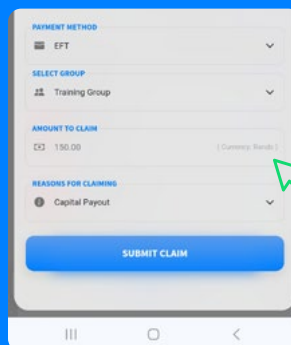 PAYMENT METHOD
EFT
SELECT GROUP
Training Group
AMOUNT TO CLAIM
150.00 ( Currency: Rands )
REASONS FOR CLAIMING
Capital Payout
SUBMIT CLAIM